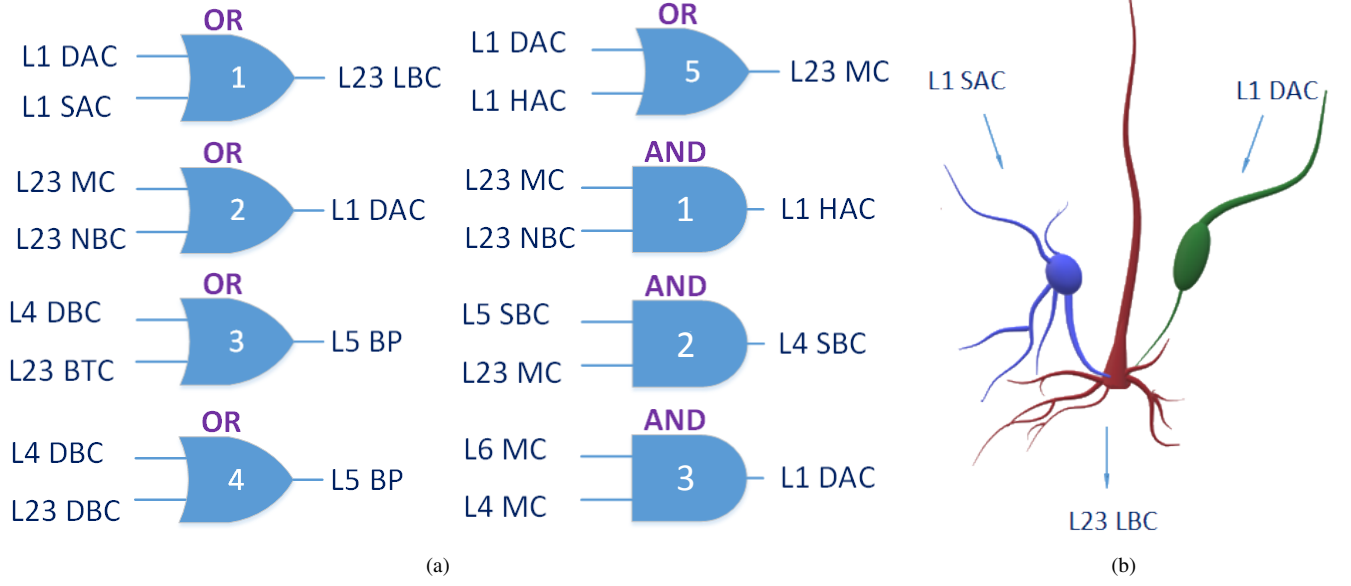 OR
L1 DAC
L1 SAC
1
L23 LBC
OR
L23 MC
L23 NBC
2
L1 DAC
OR
L4 DBC
L23 BTC
3
L5 BP
OR
L4 DBC
L23 DBC
4
L5 BP
OR
L1 DAC
L1 HAC
5
L23 MC
AND
L23 MC
L23 NBC
1
L1 HAC
AND
L5 SBC
L23 MC
2
L4 SBC
AND
L6 MC
L4 MC
3
L1 DAC
(a)
L1 SAC
L1 DAC
L23 LBC
(b)